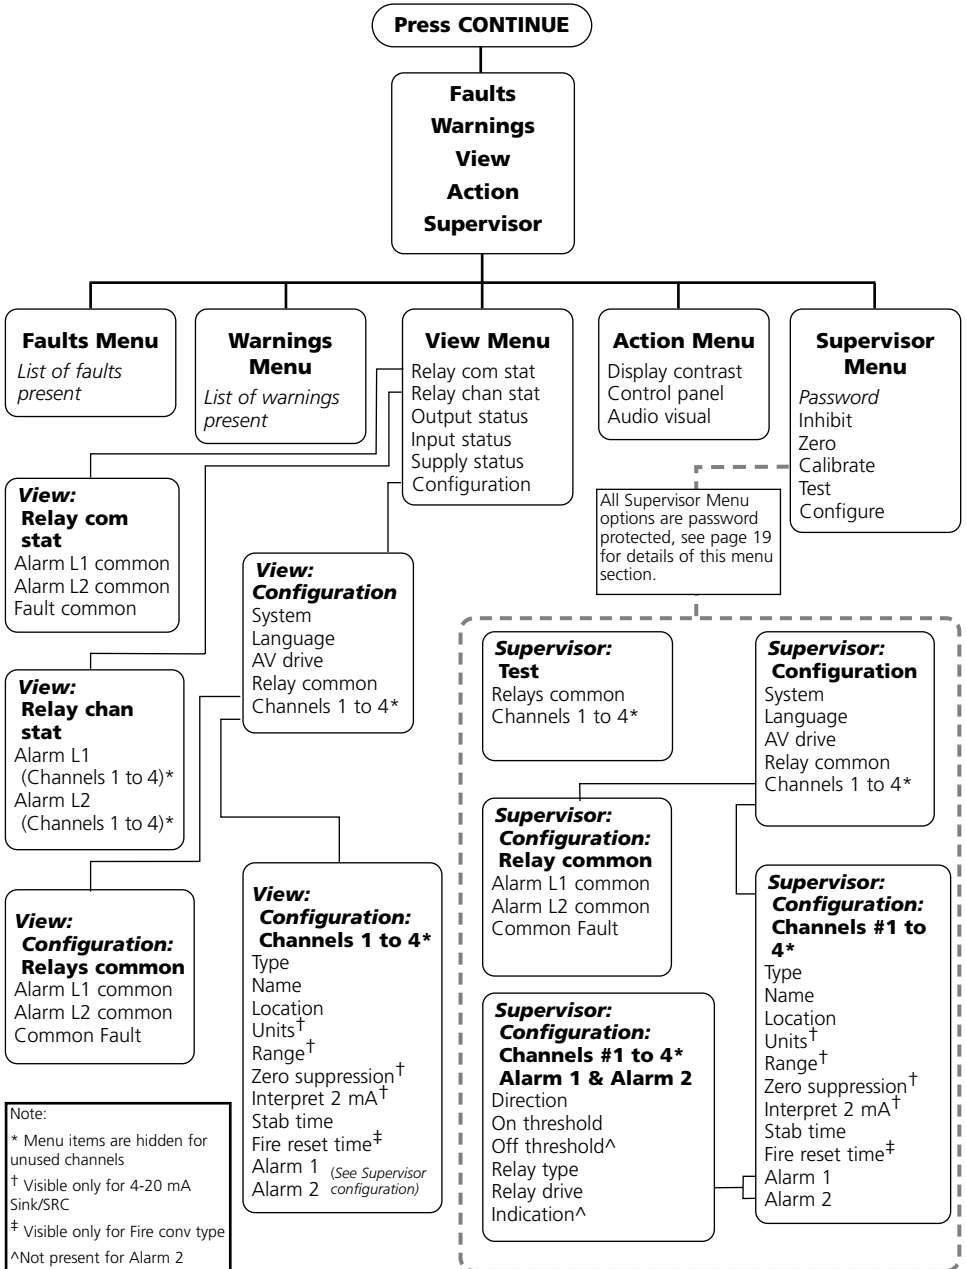 Press CONTINUE
Faults
Warnings
View
Action
Supervisor
Faults Menu
List of faults
present
Warnings
Menu
List of warnings
present
View Menu
Relay com stat
Relay chan stat
Output status
Input status
Supply status
Configuration
Action Menu
Display contrast
Control panel
Audio visual
Supervisor
Menu
Password
Inhibit
Zero
Calibrate
Test
Configure
All Supervisor Menu
options are password
protected, see page 19
for details of this menu
section.
View:
Relay com
stat
Alarm L1 common
Alarm L2 common
Fault common
View:
Relay chan
stat
Alarm L1
(Channels 1 to 4)*
Alarm L2
(Channels 1 to 4)*
View:
Configuration:
Relays common
Alarm L1 common
Alarm L2 common
Common Fault
View:
Configuration
System
Language
AV drive
Relay common
Channels 1 to 4*
View:
Configuration:
Channels 1 to 4*
Type
Name
Location
Units†
Range†
Zero suppression†
Interpret 2 mA†
Stab time
Fire reset time‡
Alarm 1
Alarm 2
(See Supervisor
configuration)
Supervisor:
Test
Relays common
Channels 1 to 4*
Supervisor:
Configuration
System
Language
AV drive
Relay common
Channels 1 to 4*
Supervisor:
Configuration:
Relay common
Alarm L1 common
Alarm L2 common
Common Fault
Supervisor:
Configuration:
Channels #1 to 4*
Alarm 1 & Alarm 2
Direction
On threshold
Off threshold^
Relay type
Relay drive
Indication^
Supervisor:
Configuration:
Channels #1 to
4*
Type
Name
Location
Units†
Range†
Zero suppression†
Interpret 2 mA†
Stab time
Fire reset time‡
Alarm 1
Alarm 2
Note:
* Menu items are hidden for
unused channels
† Visible only for 4-20 mA
Sink/SRC
‡ Visible only for Fire conv type
^Not present for Alarm 2